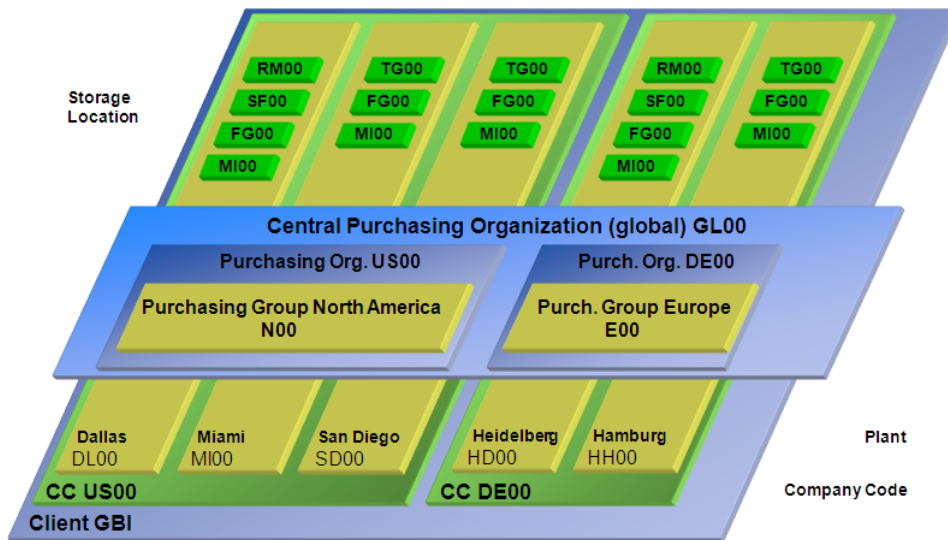 Storage
Location
RM00
SF00
FG00
MI00
TG00
FG00
MI00
TG00
FG00
MI00
RM00
SF00
FG00
MI00
TG00
FG00
MI00
Central Purchasing Organization (global) GL00
Purchasing Org. US00
Purch. Org. DE00
Purchasing Group North America
N00
Purch. Group Europe
E00
Dallas
DL00
Miami
MI00
San Diego
SD00
Heidelberg
HD00
Hamburg
HH00
Plant
CC US00
CC DE00
Company Code
Client GBI